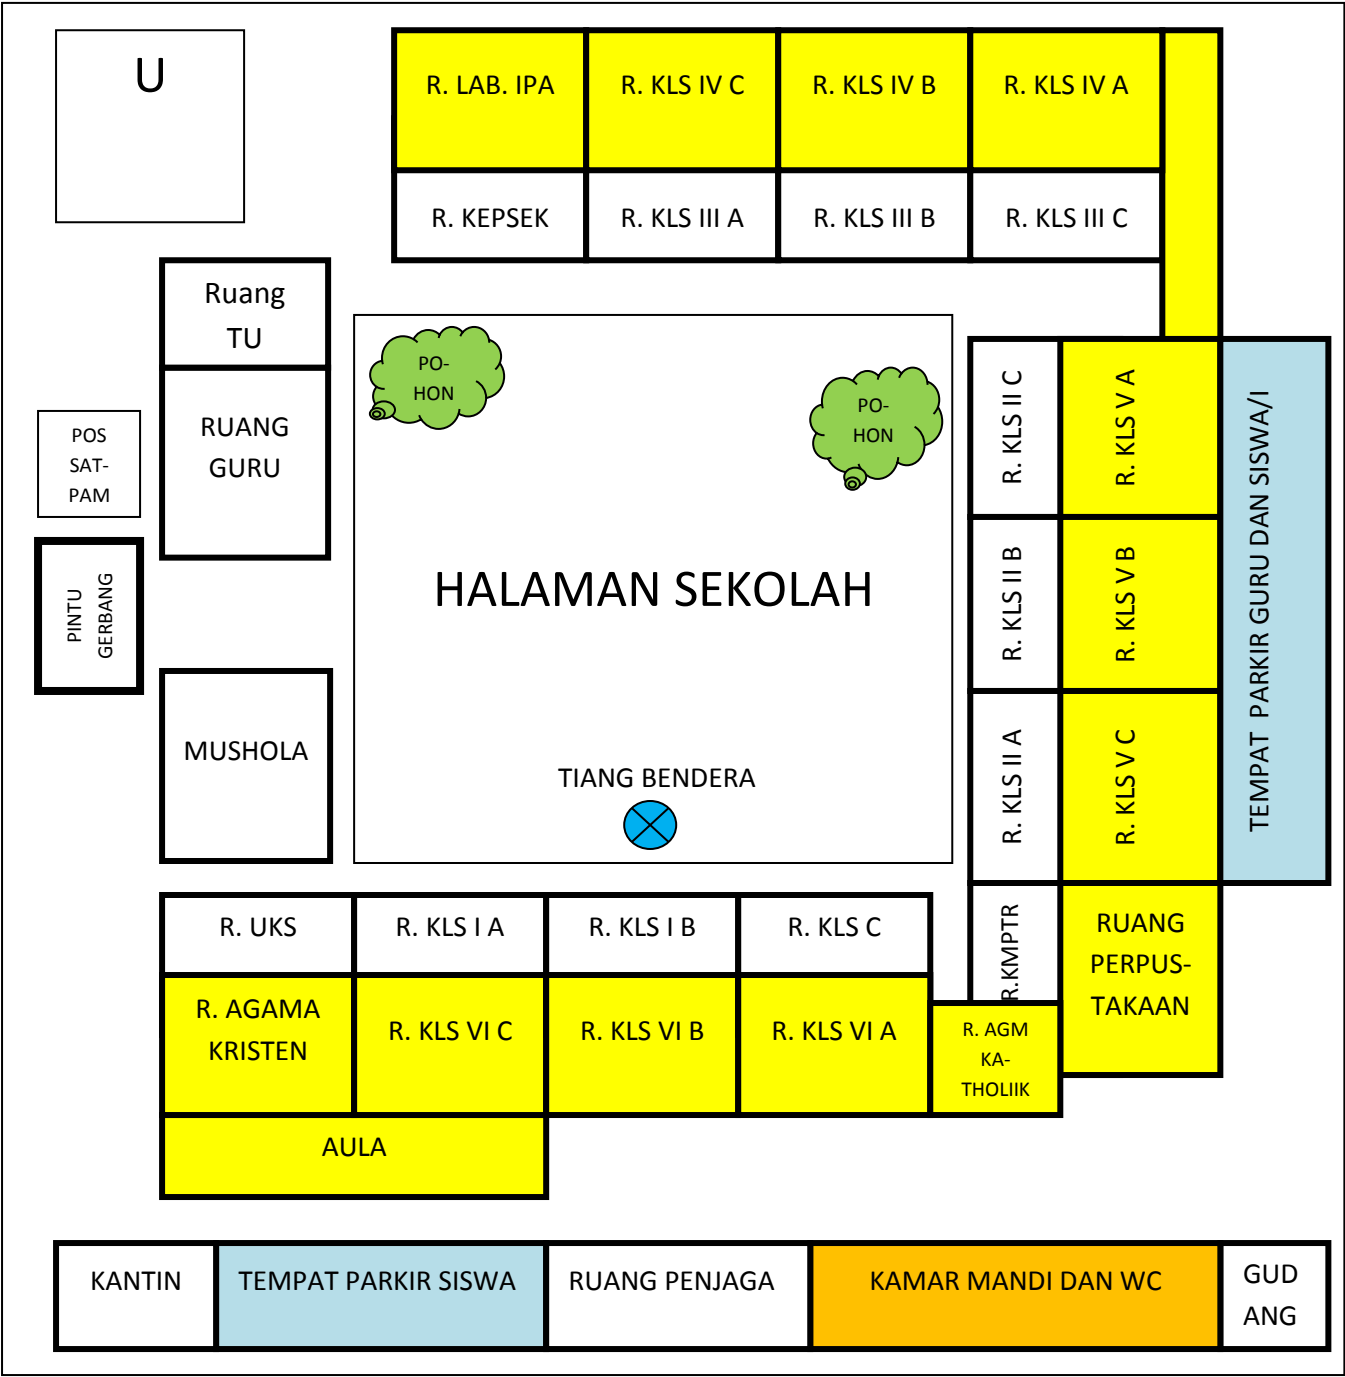 U
R. LAB. IPA
R. KLS IV C
R. KLS IV B
R. KLS IV A
R. KEPSEK
R. KLS III A
R. KLS III B
R. KLS III C
Ruang
TU
RUANG
GURU
POS
SAT-
PAM
PINTU
GERBANG
MUSHOLA
PO-
HON
PO-
HON
HALAMAN SEKOLAH
TIANG BENDERA
R. KLS II C
R. KLS V A
R. KLS II B
R. KLS V B
R. KLS II A
R. KLS V C
TEMPAT PARKIR GURU DAN SISWA/I
R. UKS
R. KLS I A
R. KLS I B
R. KLS C
R.KMPTR
RUANG
PERPUS-
TAKAAN
R. AGAMA
KRISTEN
R. KLS VI C
R. KLS VI B
R. KLS VI A
R. AGM
KA-
THOLIIK
AULA
KANTIN
TEMPAT PARKIR SISWA
RUANG PENJAGA
KAMAR MANDI DAN WC
GUD
ANG